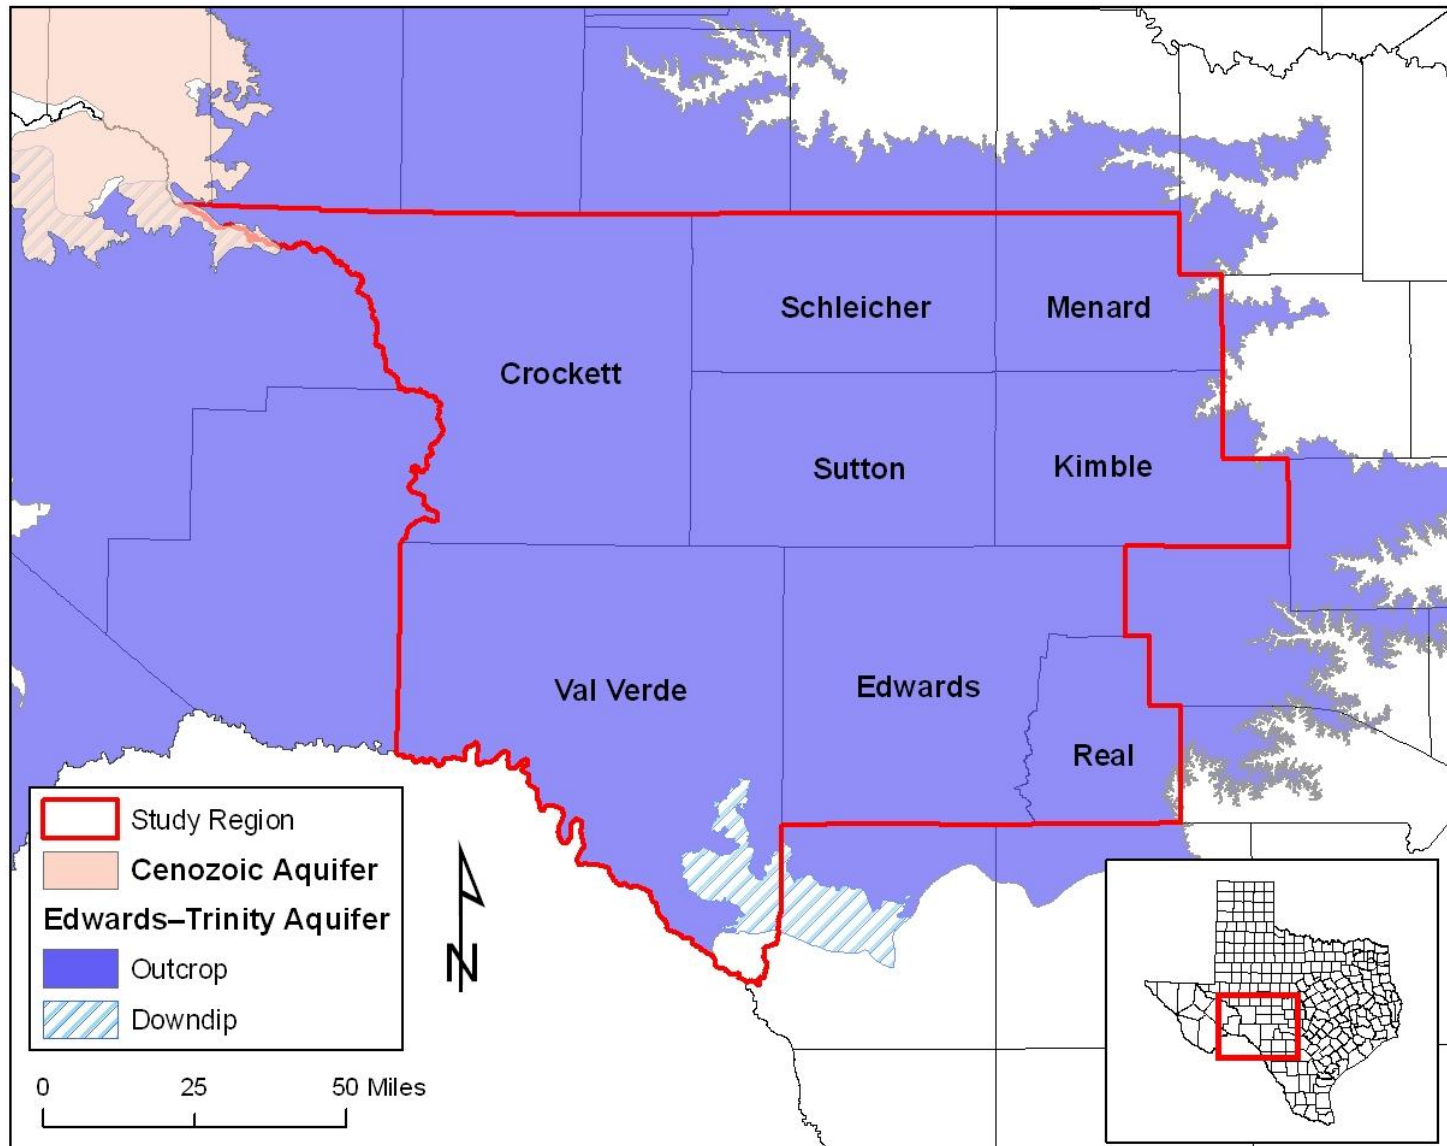 Schleicher
Menard
Crockett
Sutton
Kimble
Val Verde
Edwards
Real
Study Region
Cenozoic Aquifer
Edwards–Trinity Aquifer
Outcrop
Downdip
N
0 25 50 Miles